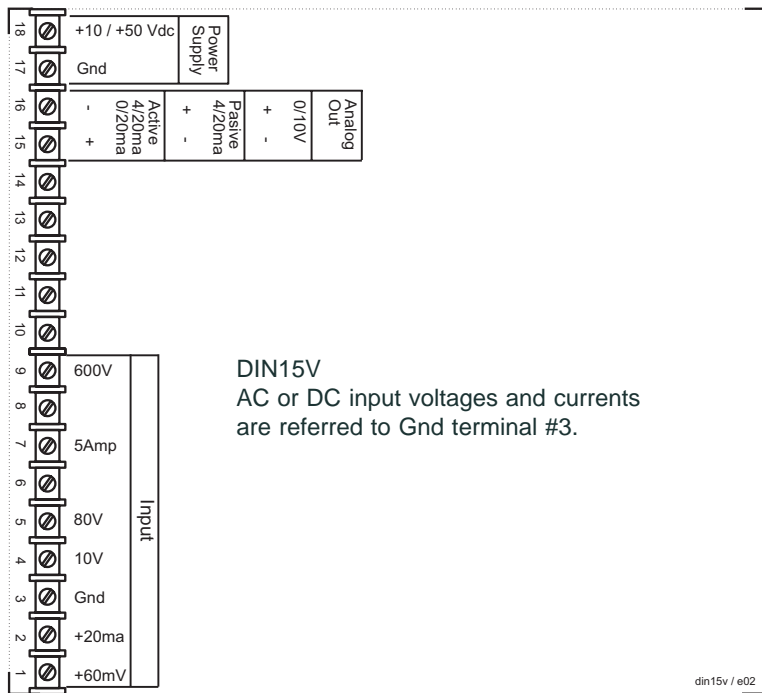 18 +10 / +50 Vdc
Power
Supply
17 Gnd
16 - + +
15 + - -
Active
4/20ma
0/20ma
Pasive
4/20ma
0/10V
Analog
Out
14
13
12
11
10
9 600V
8
7 5Amp
6
5 80V
4 10V
3 Gnd
2 +20ma
1 +60mV
Input
DIN15V
AC or DC input voltages and currents
are referred to Gnd terminal #3.
din15v / e02